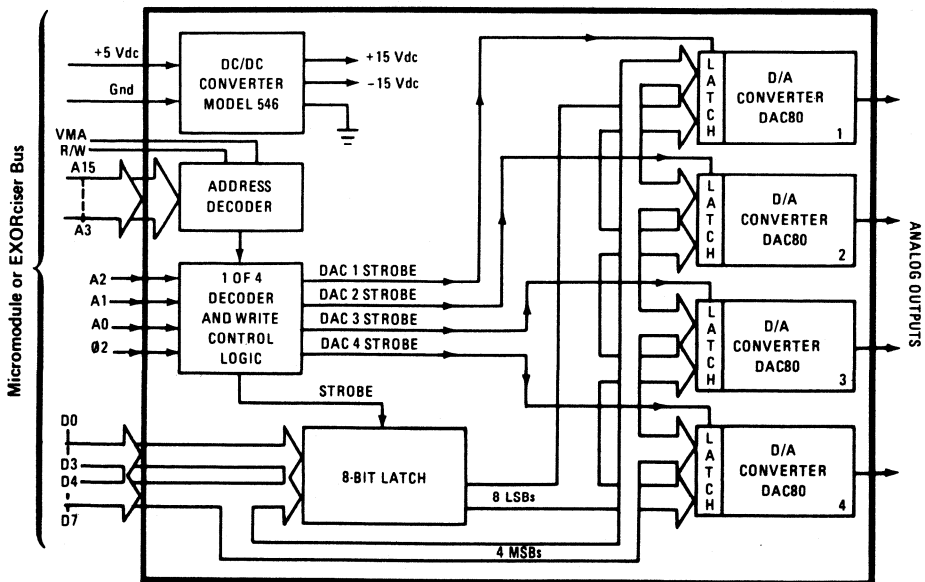 Micromodule or EXORciser Bus
+5 Vdc
Gnd
DC/DC
CONVERTER
MODEL 546
+15 Vdc
-15 Vdc
VMA
R/W
A15
A3
ADDRESS
DECODER
A2
A1
A0
Ø2
1 OF 4
DECODER
AND WRITE
CONTROL
LOGIC
DAC 1 STROBE
DAC 2 STROBE
DAC 3 STROBE
DAC 4 STROBE
STROBE
D0
D3
D4
D7
8-BIT LATCH
8 LSBs
4 MSBs
LATCH
D/A
CONVERTER
DAC80
1
LATCH
D/A
CONVERTER
DAC80
2
LATCH
D/A
CONVERTER
DAC80
3
LATCH
D/A
CONVERTER
DAC80
4
ANALOG OUTPUTS